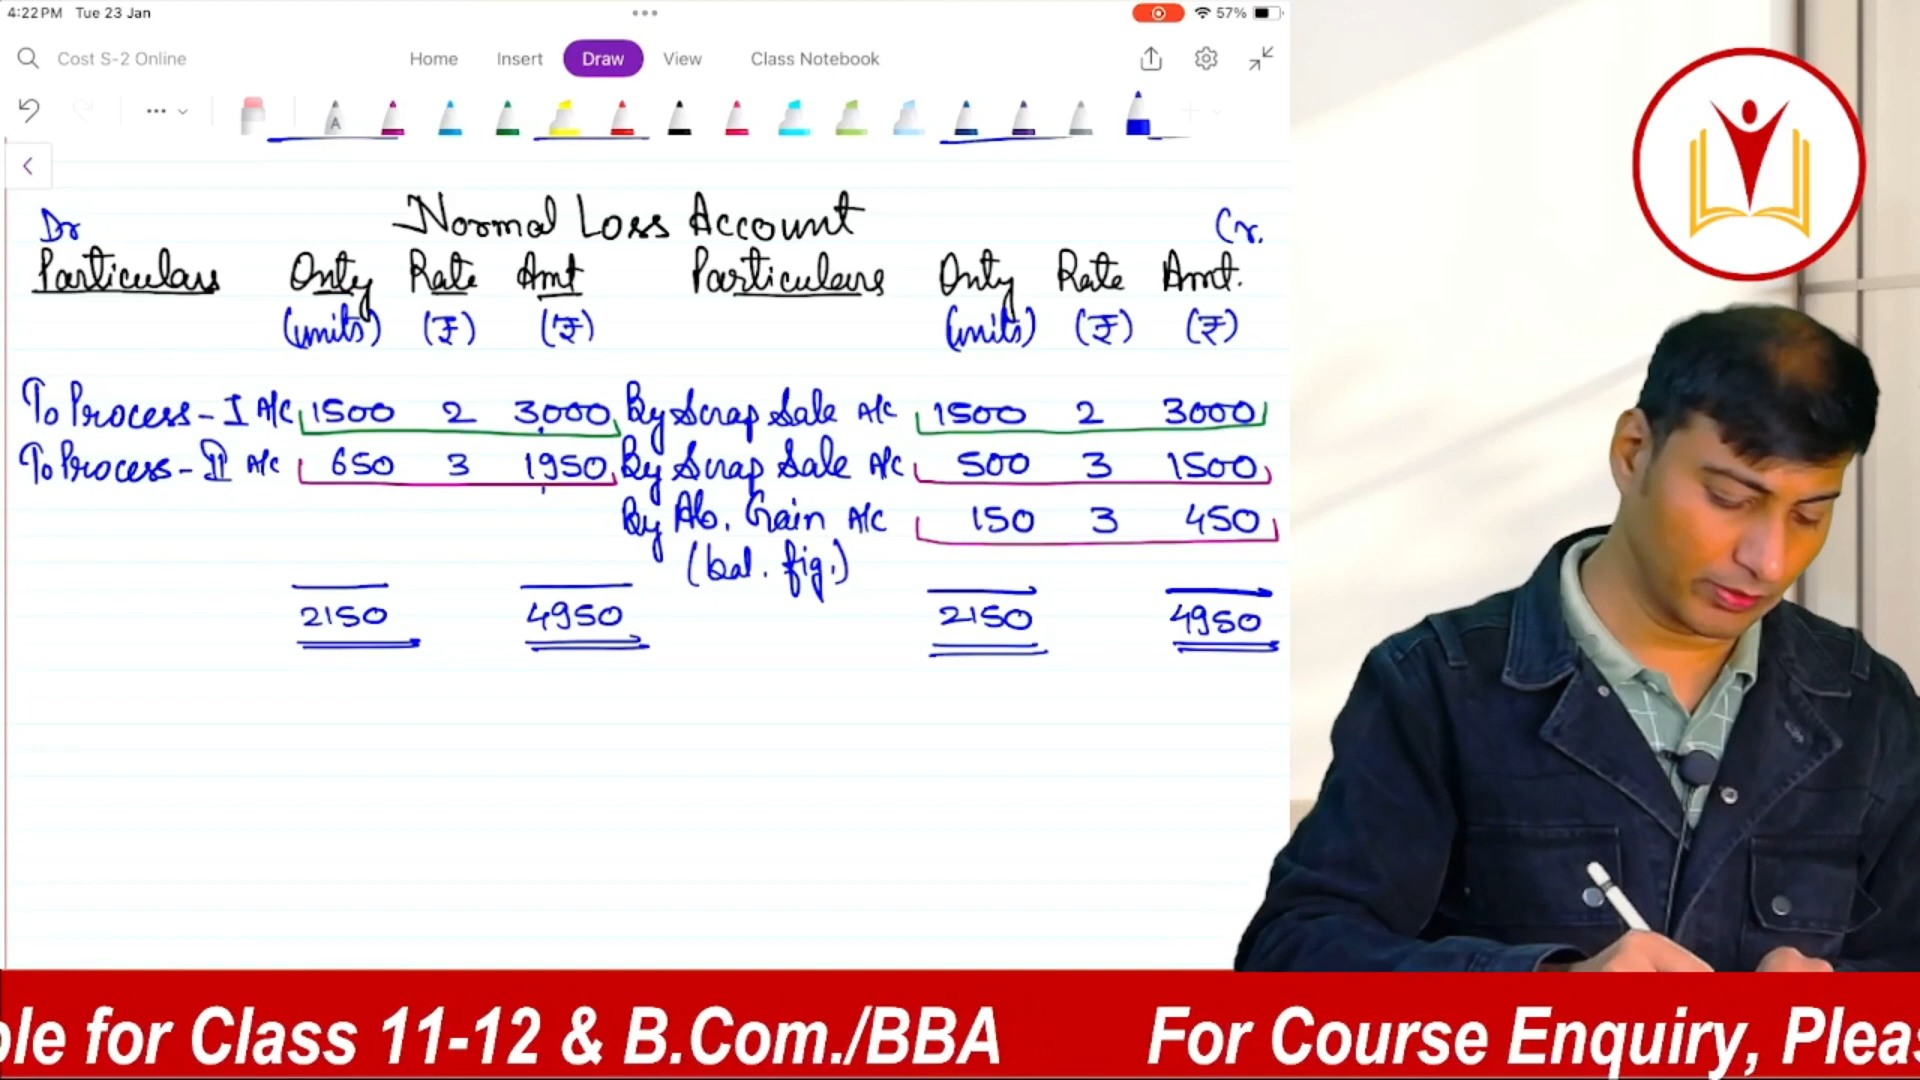 4:22 PM Tue 23 Jan
57%
Cost S-2 Online
Home Insert Draw View Class Notebook
A
Normal Loss Account
Dr Cr.
Particulars Qnty Rate Amt Particulars Qnty Rate Amt.
(units) (₹) (₹) (units) (₹) (₹)
To Process - I A/c 1500 2 3,000 By Scrap Sale A/c 1500 2 3000
To Process - II A/c 650 3 1950 By Scrap Sale A/c 500 3 1500
By Ab. Gain A/c 150 3 450
(bal. fig.)
2150 4950 2150 4950
ole for Class 11-12 & B.Com./BBA For Course Enquiry, Pleas